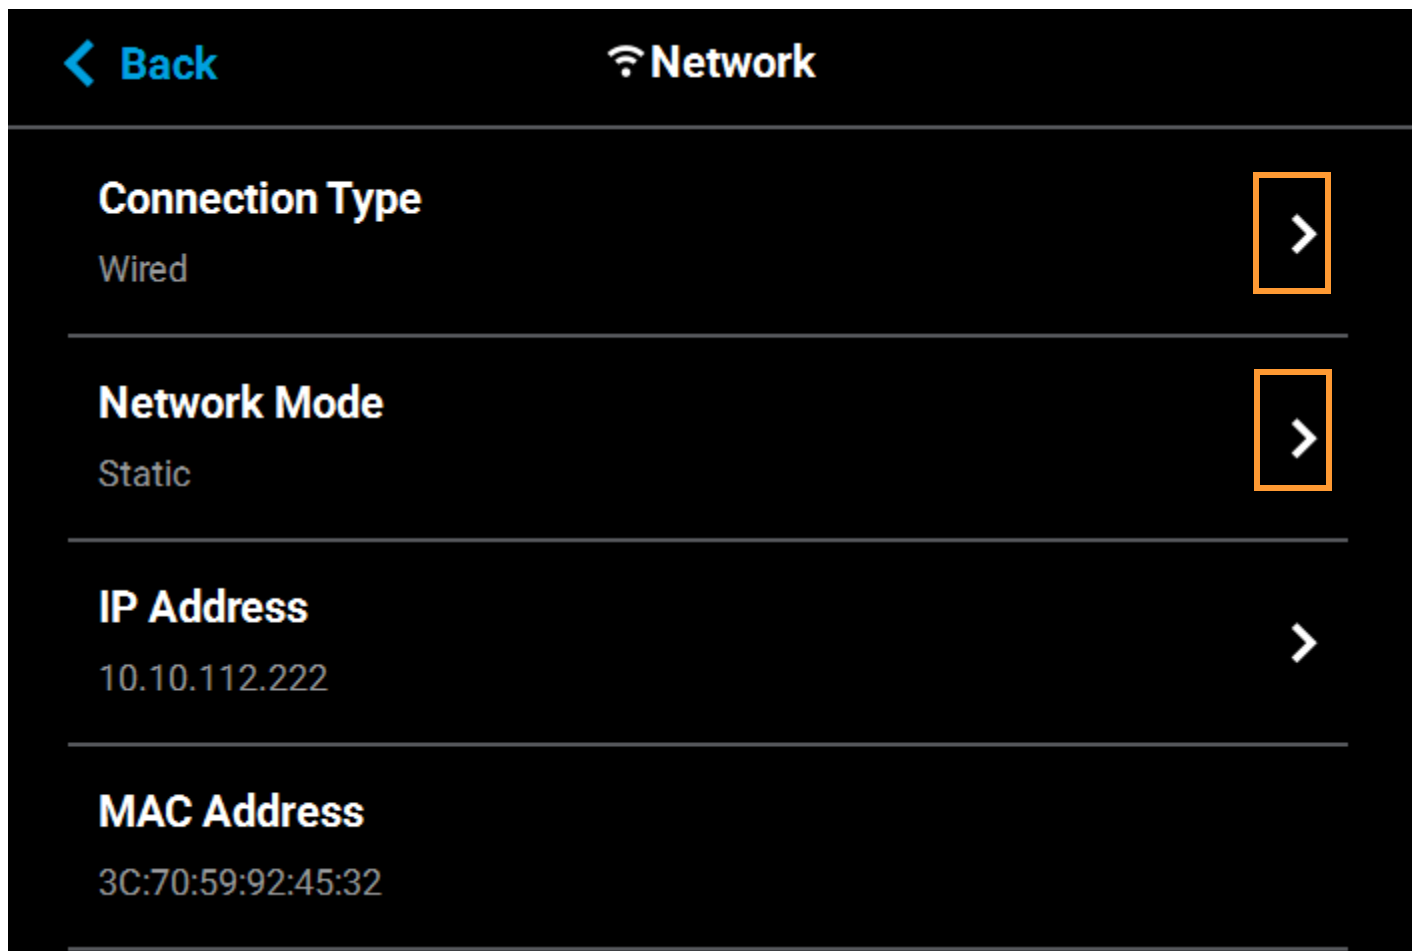 Back
Network
Connection Type
Wired
Network Mode
Static
IP Address
10.10.112.222
MAC Address
3C:70:59:92:45:32